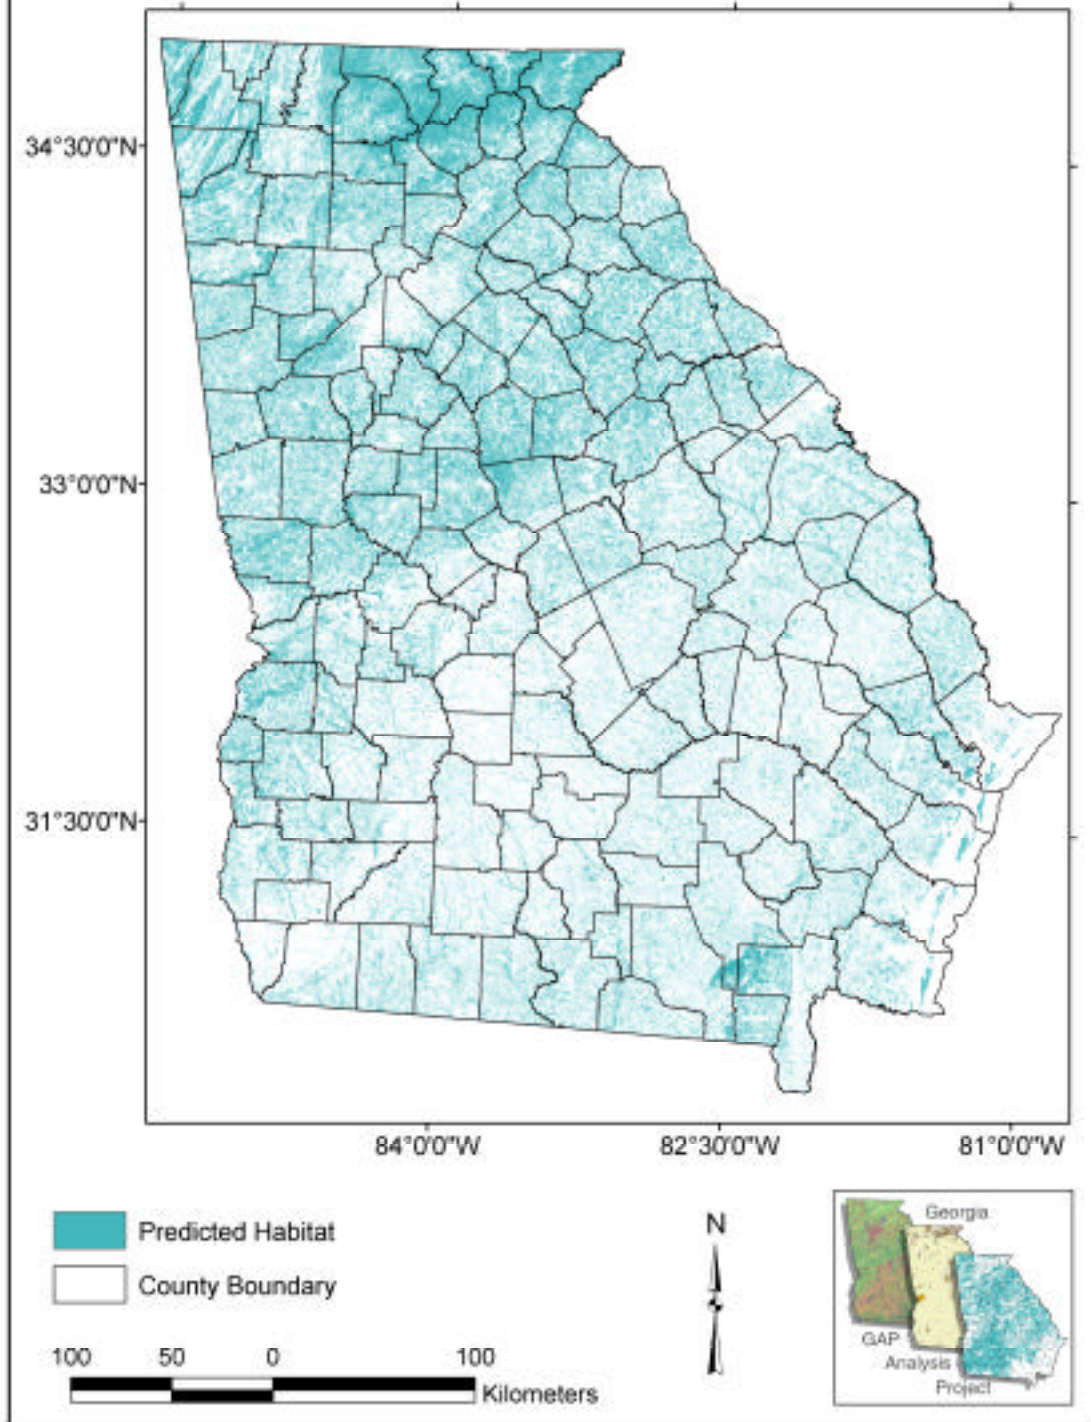 34°30'0"N
33°0'0"N
31°30'0"N
84°0'0"W 82°30'0"W 81°0'0"W
Predicted Habitat
County Boundary
N
100 50 0 100
Kilometers
Georgia
GAP
Analysis
Project